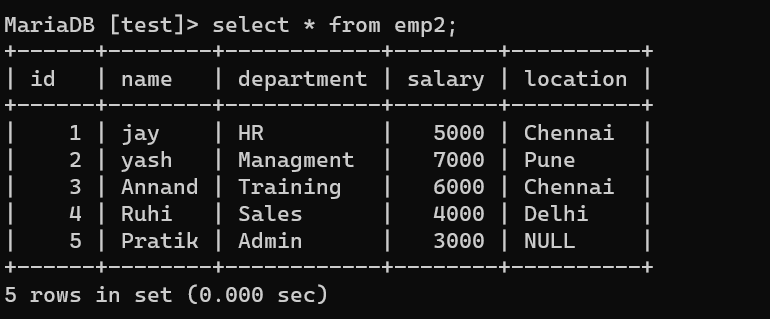 MariaDB [test]> select * from emp2;
+------+--------+------------+--------+----------+
| id   | name   | department | salary | location |
+------+--------+------------+--------+----------+
|    1 | jay    | HR         |   5000 | Chennai  |
|    2 | yash   | Managment  |   7000 | Pune     |
|    3 | Annand | Training   |   6000 | Chennai  |
|    4 | Ruhi   | Sales      |   4000 | Delhi    |
|    5 | Pratik | Admin      |   3000 | NULL     |
+------+--------+------------+--------+----------+
5 rows in set (0.000 sec)